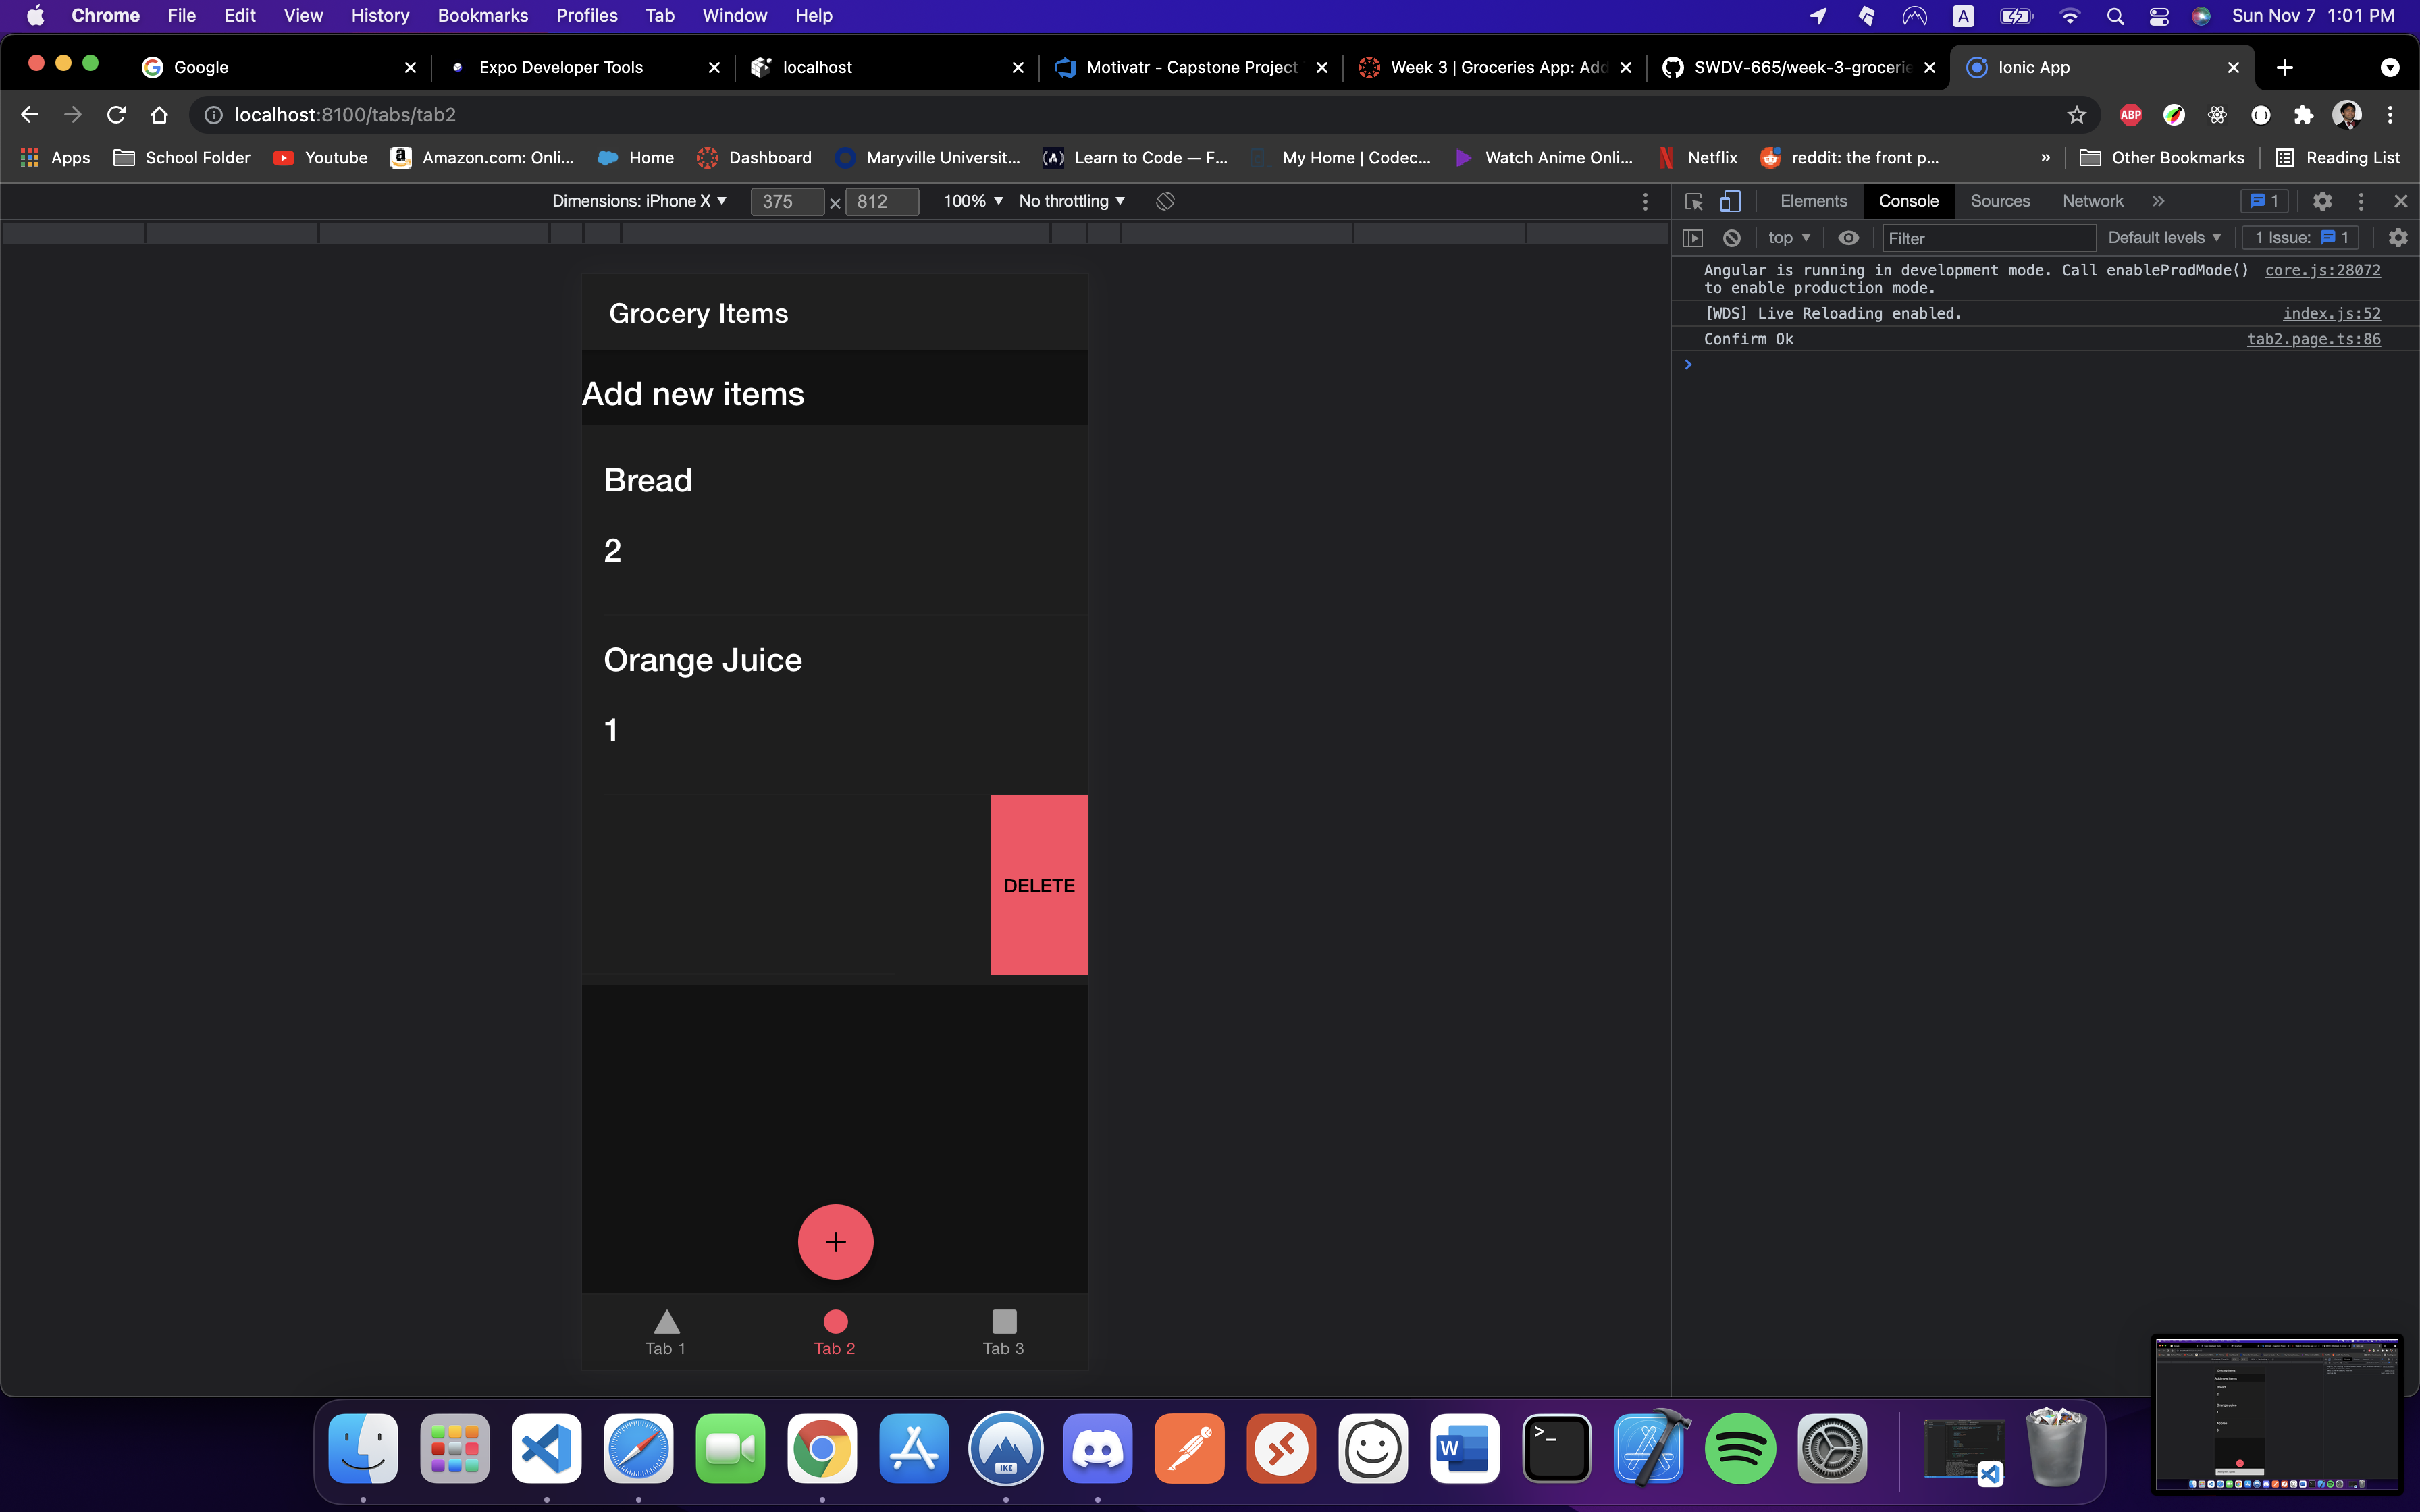 Chrome File Edit View History Bookmarks Profiles Tab Window Help A Sun Nov 7 1:01 PM
Google Expo Developer Tools localhost Motivatr - Capstone Project Week 3 | Groceries App: Add SWDV-665/week-3-grocerie Ionic App
localhost:8100/tabs/tab2 ABP
Apps School Folder Youtube Amazon.com: Onli... Home Dashboard Maryville Universit... Learn to Code — F... My Home | Codec... Watch Anime Onli... Netflix reddit: the front p... » Other Bookmarks Reading List
Dimensions: iPhone X 375 × 812 100% No throttling
Elements Console Sources Network » 1
top Filter Default levels 1 Issue: 1
Angular is running in development mode. Call enableProdMode() core.js:28072
to enable production mode.
[WDS] Live Reloading enabled. index.js:52
Confirm Ok tab2.page.ts:86
Grocery Items
Add new items
Bread
2
Orange Juice
1
DELETE
Tab 1 Tab 2 Tab 3
IKE W >_